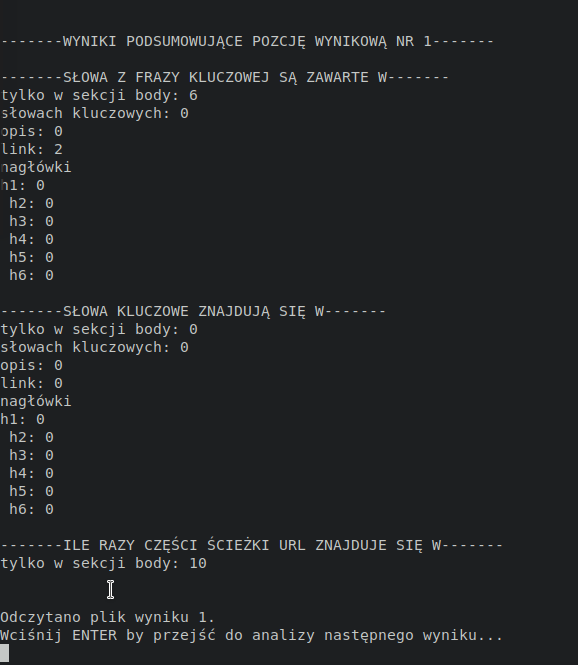 -------WYNIKI PODSUMOWUJĄCE POZCJĘ WYNIKOWĄ NR 1-------
-------SŁOWA Z FRAZY KLUCZOWEJ SĄ ZAWARTE W-------
tylko w sekcji body: 6
słowach kluczowych: 0
opis: 0
link: 2
nagłówki
h1: 0
h2: 0
h3: 0
h4: 0
h5: 0
h6: 0
-------SŁOWA KLUCZOWE ZNAJDUJĄ SIĘ W-------
tylko w sekcji body: 0
słowach kluczowych: 0
opis: 0
link: 0
nagłówki
h1: 0
h2: 0
h3: 0
h4: 0
h5: 0
h6: 0
-------ILE RAZY CZĘŚCI ŚCIEŻKI URL ZNAJDUJE SIĘ W-------
tylko w sekcji body: 10
Odczytano plik wyniku 1.
Wciśnij ENTER by przejść do analizy następnego wyniku...